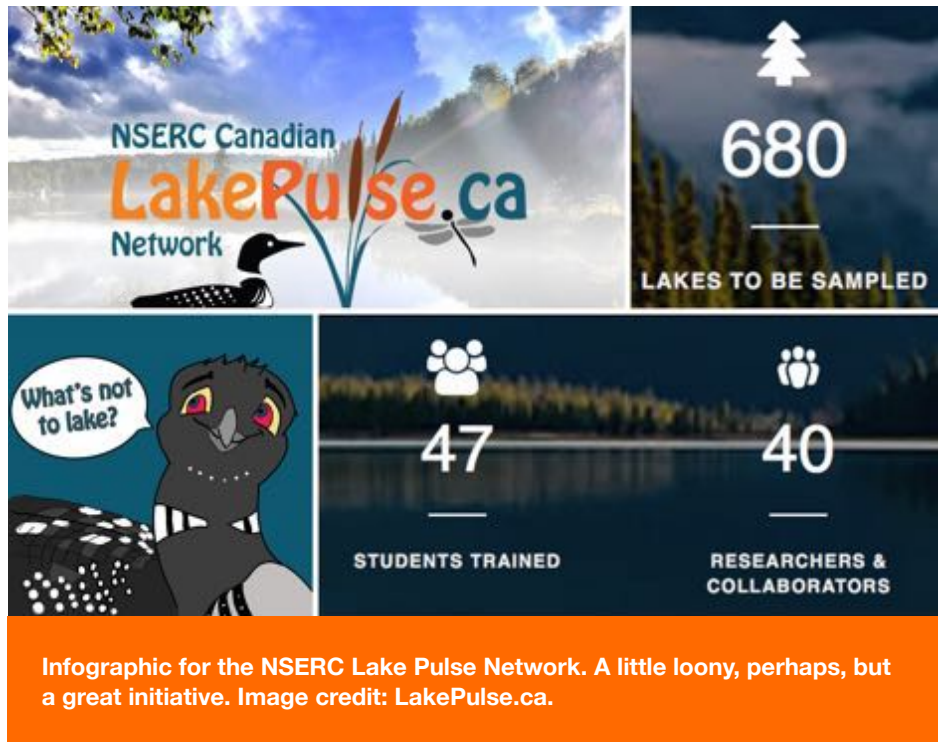 NSERC Canadian
LakePulse.ca
Network
680
LAKES TO BE SAMPLED
What's not
to lake?
47
STUDENTS TRAINED
40
RESEARCHERS &
COLLABORATORS
Infographic for the NSERC Lake Pulse Network. A little loony, perhaps, but
a great initiative. Image credit: LakePulse.ca.